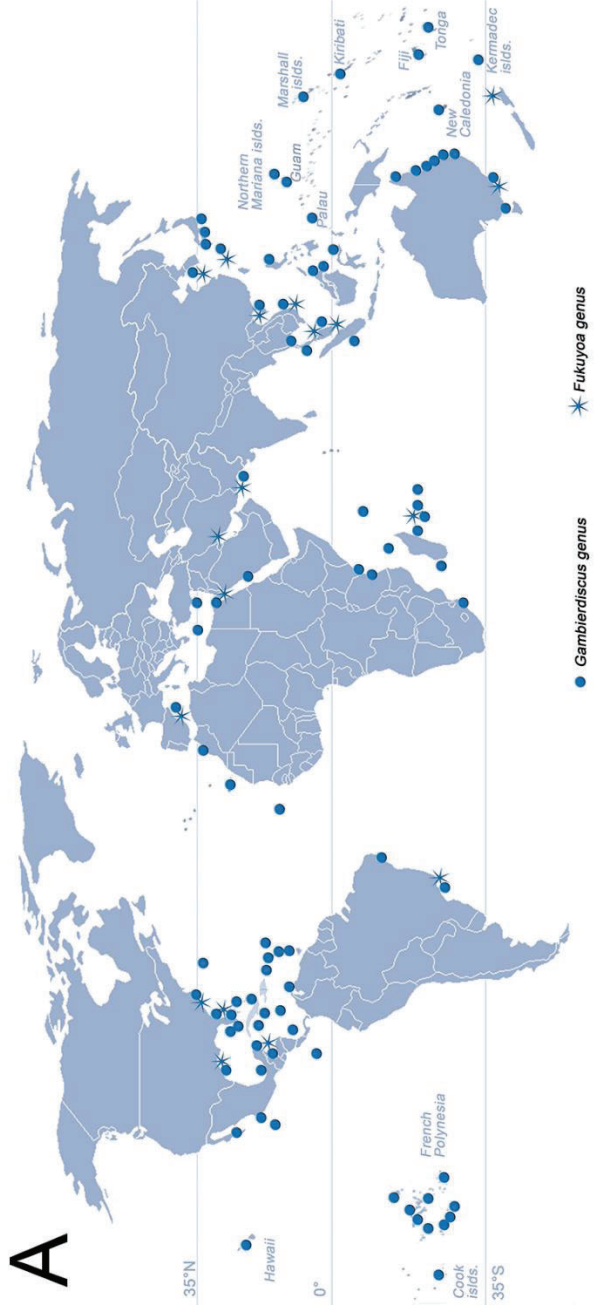 A
35°N
0°
35°S
Hawaii
Cook
islds.
French
Polynesia
Northern
Mariana islds.
Guam
Palau
Marshall
islds.
Kiribati
Fiji
Tonga
New
Caledonia
Kermadec
islds.
Gambierdiscus genus
Fukuyoa genus